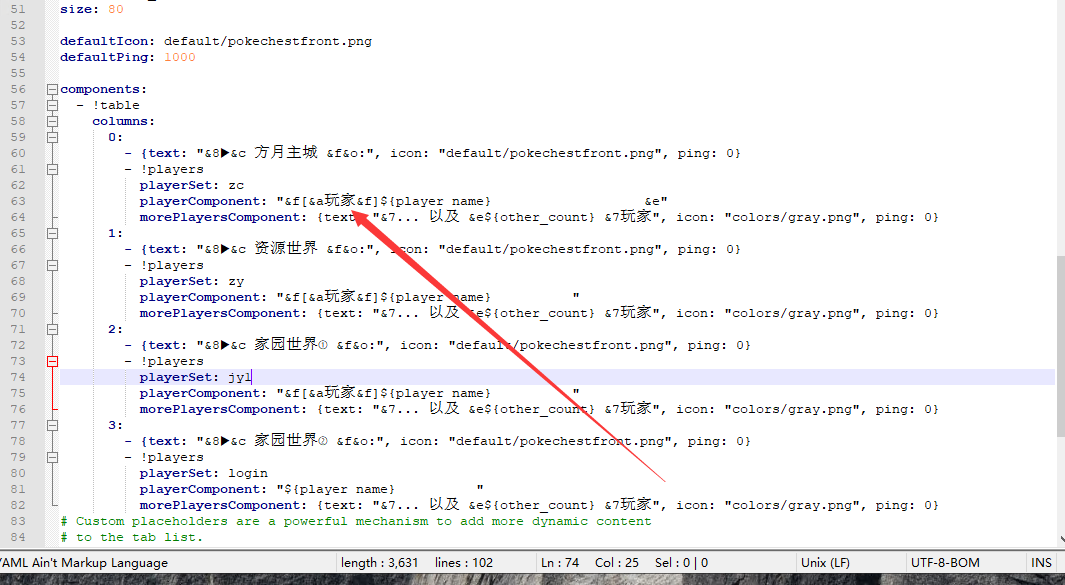 51 size: 80
52
53 defaultIcon: default/pokechestfront.png
54 defaultPing: 1000
55
56 components:
57 - !table
58 columns:
59 0:
60 - {text: "&8▶&c 方月主城 &f&o:", icon: "default/pokechestfront.png", ping: 0}
61 - !players
62 playerSet: zc
63 playerComponent: "&f[&a玩家&f]${player name} &e"
64 morePlayersComponent: {text: "&7... 以及 &e${other_count} &7玩家", icon: "colors/gray.png", ping: 0}
65 1:
66 - {text: "&8▶&c 资源世界 &f&o:", icon: "default/pokechestfront.png", ping: 0}
67 - !players
68 playerSet: zy
69 playerComponent: "&f[&a玩家&f]${player name} "
70 morePlayersComponent: {text: "&7... 以及 &e${other_count} &7玩家", icon: "colors/gray.png", ping: 0}
71 2:
72 - {text: "&8▶&c 家园世界① &f&o:", icon: "default/pokechestfront.png", ping: 0}
73 - !players
74 playerSet: jy1
75 playerComponent: "&f[&a玩家&f]${player name} "
76 morePlayersComponent: {text: "&7... 以及 &e${other_count} &7玩家", icon: "colors/gray.png", ping: 0}
77 3:
78 - {text: "&8▶&c 家园世界② &f&o:", icon: "default/pokechestfront.png", ping: 0}
79 - !players
80 playerSet: login
81 playerComponent: "${player name} "
82 morePlayersComponent: {text: "&7... 以及 &e${other_count} &7玩家", icon: "colors/gray.png", ping: 0}
83 # Custom placeholders are a powerful mechanism to add more dynamic content
84 # to the tab list.
YAML Ain't Markup Language length : 3,631 lines : 102 Ln : 74 Col : 25 Sel : 0 | 0 Unix (LF) UTF-8-BOM INS